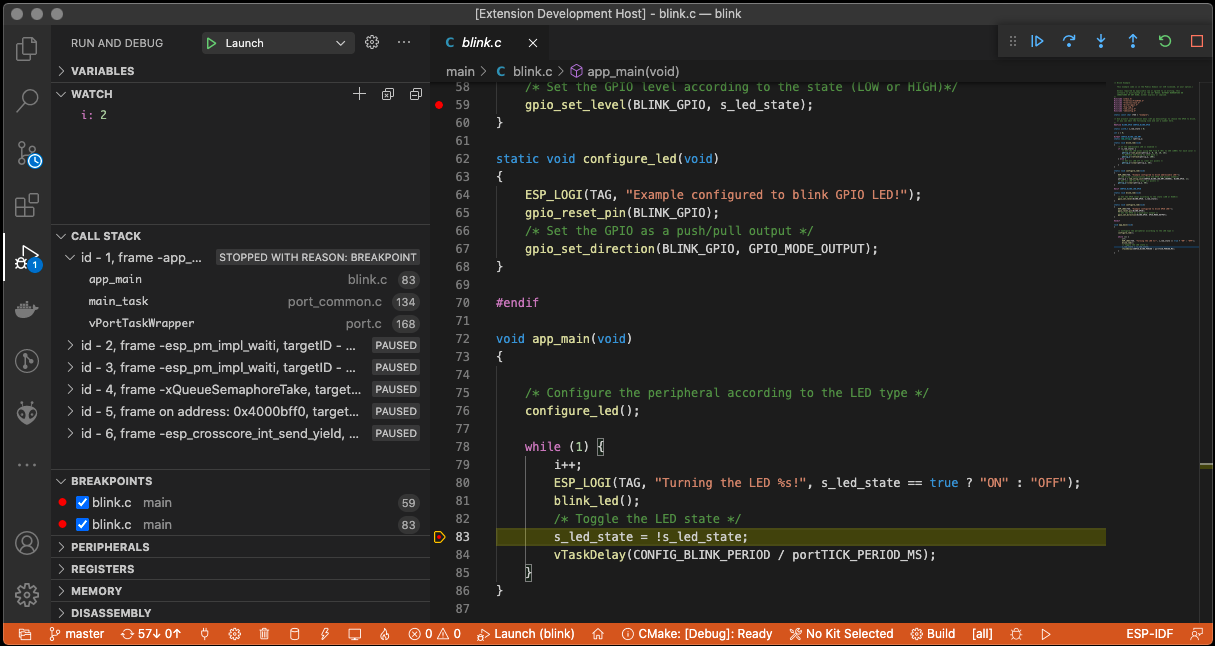 [Extension Development Host] - blink.c — blink
RUN AND DEBUG
Launch
VARIABLES
WATCH
i: 2
CALL STACK
id - 1, frame -app_... STOPPED WITH REASON: BREAKPOINT
app_main blink.c 83
main_task port_common.c 134
vPortTaskWrapper port.c 168
id - 2, frame -esp_pm_impl_waiti, targetID - ... PAUSED
id - 3, frame -esp_pm_impl_waiti, targetID - ... PAUSED
id - 4, frame -xQueueSemaphoreTake, target... PAUSED
id - 5, frame on address: 0x4000bff0, target... PAUSED
id - 6, frame -esp_crosscore_int_send_yield, ... PAUSED
BREAKPOINTS
blink.c main 59
blink.c main 83
PERIPHERALS
REGISTERS
MEMORY
DISASSEMBLY
1
C blink.c
main > C blink.c > app_main(void)
58 /* Set the GPIO level according to the state (LOW or HIGH)*/
59 gpio_set_level(BLINK_GPIO, s_led_state);
60 }
61
62 static void configure_led(void)
63 {
64 ESP_LOGI(TAG, "Example configured to blink GPIO LED!");
65 gpio_reset_pin(BLINK_GPIO);
66 /* Set the GPIO as a push/pull output */
67 gpio_set_direction(BLINK_GPIO, GPIO_MODE_OUTPUT);
68 }
69
70 #endif
71
72 void app_main(void)
73 {
74
75 /* Configure the peripheral according to the LED type */
76 configure_led();
77
78 while (1) {
79 i++;
80 ESP_LOGI(TAG, "Turning the LED %s!", s_led_state == true ? "ON" : "OFF");
81 blink_led();
82 /* Toggle the LED state */
83 s_led_state = !s_led_state;
84 vTaskDelay(CONFIG_BLINK_PERIOD / portTICK_PERIOD_MS);
85 }
86 }
87
master 57↓ 0↑ 0 0 Launch (blink) CMake: [Debug]: Ready No Kit Selected Build [all] ESP-IDF